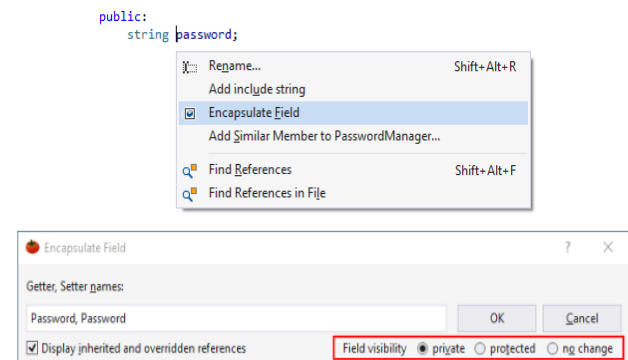 public:
string password;
Rename... Shift+Alt+R
Add include string
Encapsulate Field
Add Similar Member to PasswordManager...
Find References Shift+Alt+F
Find References in File
Encapsulate Field ? ×
Getter, Setter names:
Password, Password OK Cancel
Display inherited and overridden references Field visibility private protected no change